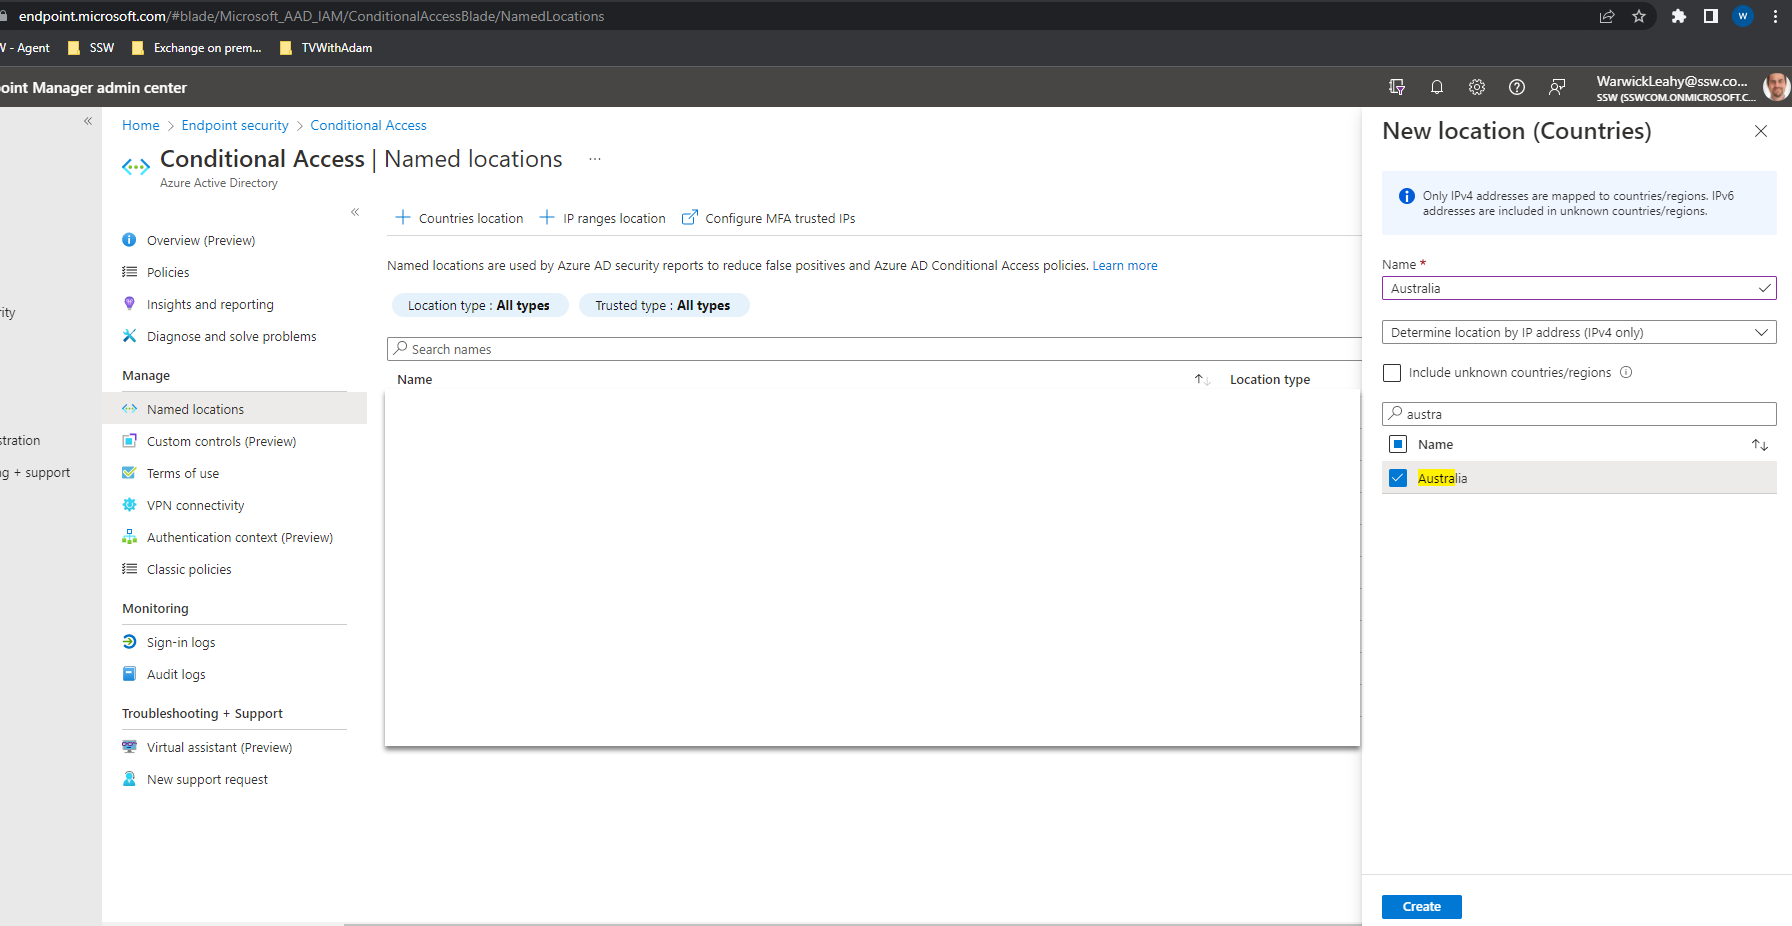 endpoint.microsoft.com/#blade/Microsoft_AAD_IAM/ConditionalAccessBlade/NamedLocations
W
V - Agent
SSW
Exchange on prem...
TVWithAdam
oint Manager admin center
WarwickLeahy@ssw.co...
SSW (SSWCOM.ONMICROSOFT.C...
Home > Endpoint security > Conditional Access
Conditional Access | Named locations ...
Azure Active Directory
Overview (Preview)
Policies
Insights and reporting
Diagnose and solve problems
Manage
Named locations
Custom controls (Preview)
Terms of use
VPN connectivity
Authentication context (Preview)
Classic policies
Monitoring
Sign-in logs
Audit logs
Troubleshooting + Support
Virtual assistant (Preview)
New support request
ity
stration
ng + support
Countries location
IP ranges location
Configure MFA trusted IPs
Named locations are used by Azure AD security reports to reduce false positives and Azure AD Conditional Access policies. Learn more
Location type : All types
Trusted type : All types
Search names
Name
Location type
New location (Countries)
Only IPv4 addresses are mapped to countries/regions. IPv6
addresses are included in unknown countries/regions.
Name *
Australia
Determine location by IP address (IPv4 only)
Include unknown countries/regions
austra
Name
Australia
Create